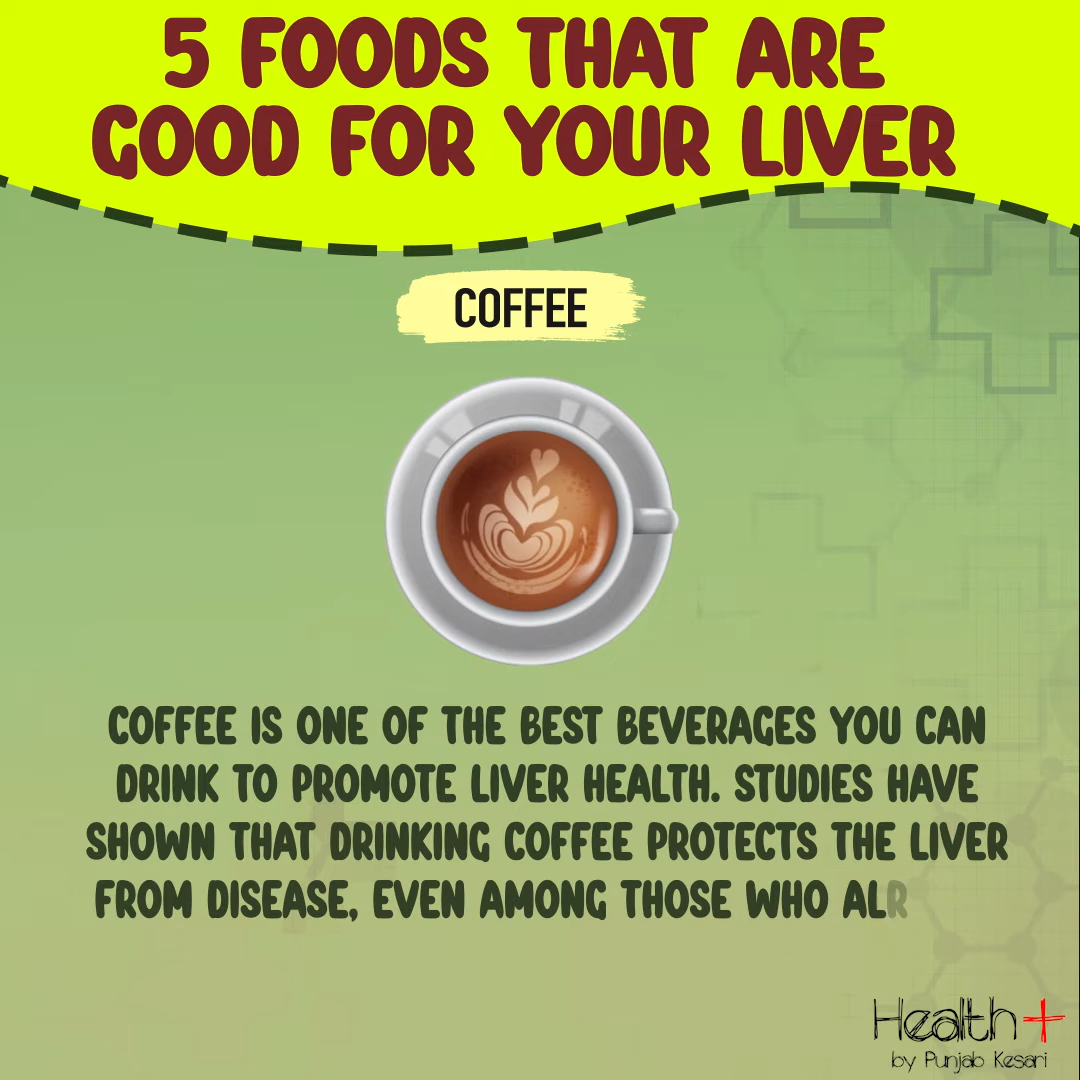 5 FOODS THAT ARE
GOOD FOR YOUR LIVER
COFFEE
COFFEE IS ONE OF THE BEST BEVERAGES YOU CAN
DRINK TO PROMOTE LIVER HEALTH. STUDIES HAVE
SHOWN THAT DRINKING COFFEE PROTECTS THE LIVER
FROM DISEASE, EVEN AMONG THOSE WHO ALR
Health+
by Punjab Kesari